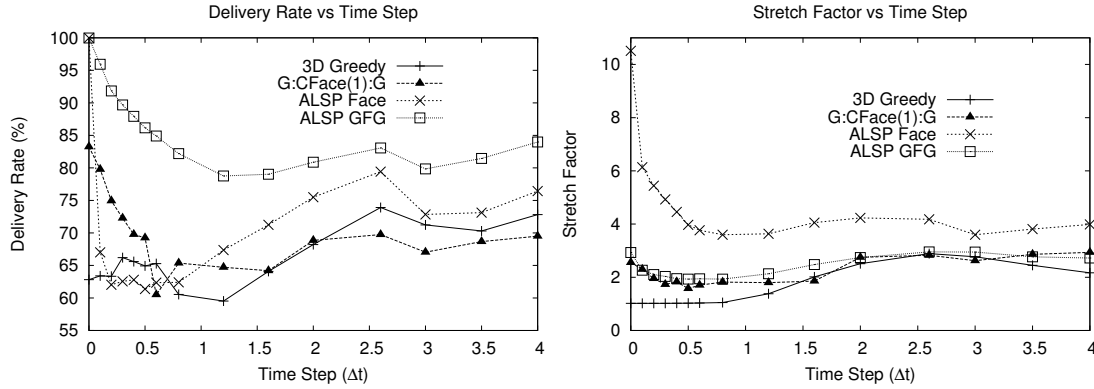 Delivery Rate vs Time Step
Delivery Rate (%)
100
95
90
85
80
75
70
65
60
55
3D Greedy
G:CFace(1):G
ALSP Face
ALSP GFG
0 0.5 1 1.5 2 2.5 3 3.5 4
Time Step (Δt)
Stretch Factor vs Time Step
Stretch Factor
10
8
6
4
2
0
3D Greedy
G:CFace(1):G
ALSP Face
ALSP GFG
0 0.5 1 1.5 2 2.5 3 3.5 4
Time Step (Δt)